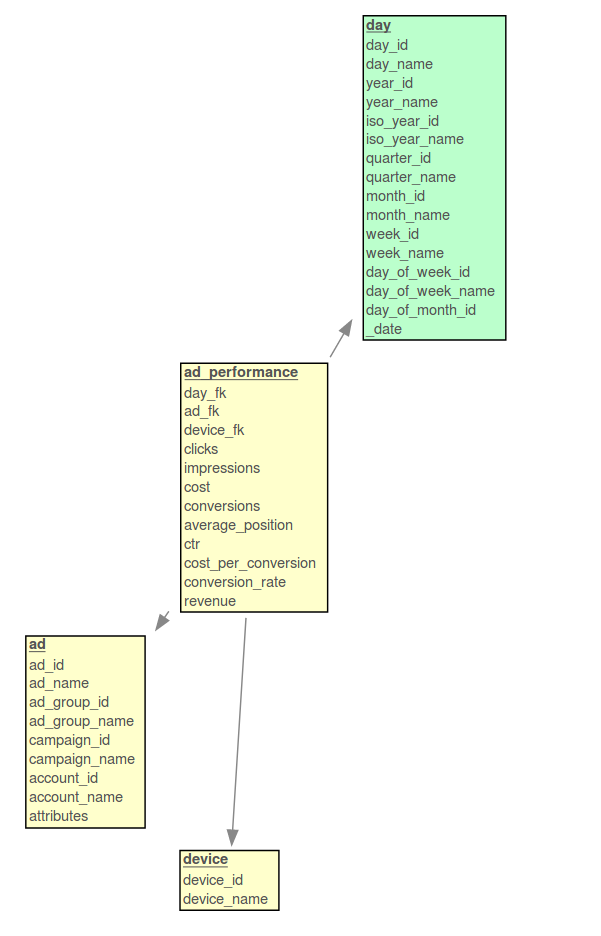 day
day_id
day_name
year_id
year_name
iso_year_id
iso_year_name
quarter_id
quarter_name
month_id
month_name
week_id
week_name
day_of_week_id
day_of_week_name
day_of_month_id
_date
ad_performance
day_fk
ad_fk
device_fk
clicks
impressions
cost
conversions
average_position
ctr
cost_per_conversion
conversion_rate
revenue
ad
ad_id
ad_name
ad_group_id
ad_group_name
campaign_id
campaign_name
account_id
account_name
attributes
device
device_id
device_name